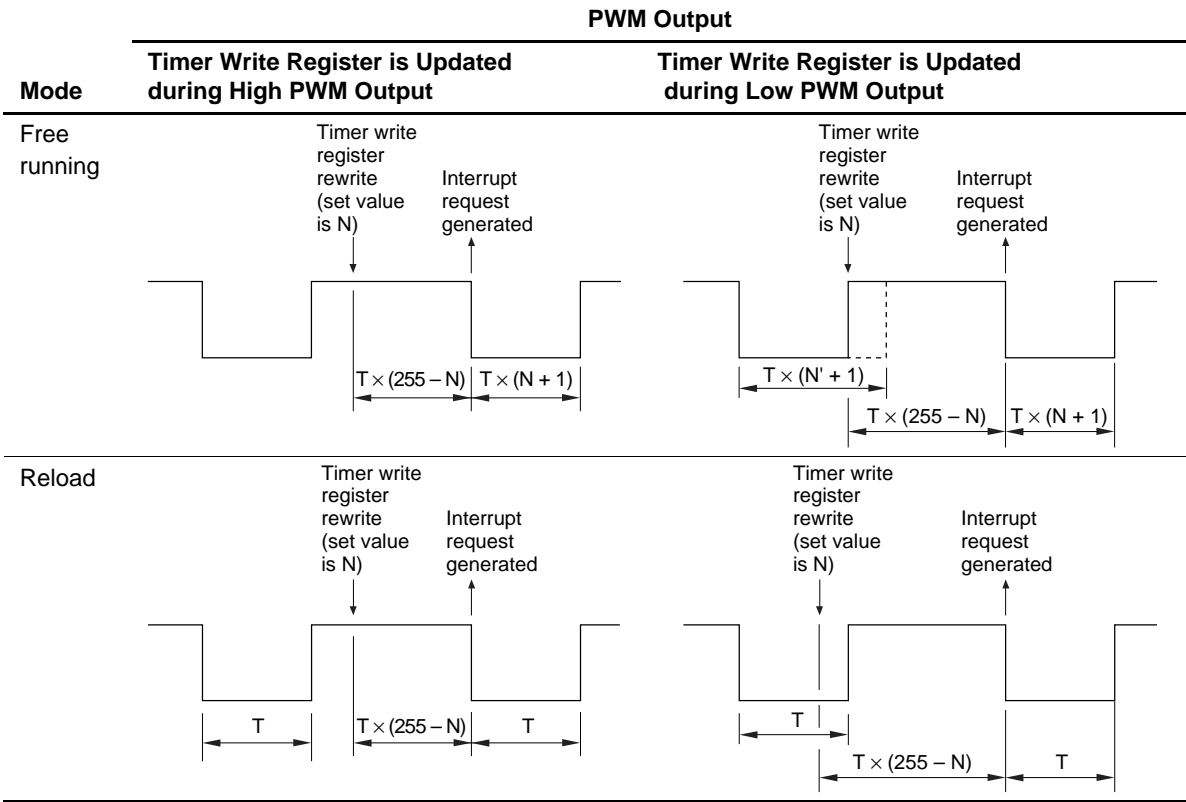 PWM Output
Mode
Timer Write Register is Updated
during High PWM Output
Timer Write Register is Updated
during Low PWM Output
Free
running
Timer write
register
rewrite
(set value
is N)
Interrupt
request
generated
T × (255 – N)
T × (N + 1)
Timer write
register
rewrite
(set value
is N)
Interrupt
request
generated
T × (N' + 1)
T × (255 – N)
T × (N + 1)
Reload
Timer write
register
rewrite
(set value
is N)
Interrupt
request
generated
T
T × (255 – N)
T
Timer write
register
rewrite
(set value
is N)
Interrupt
request
generated
T
T × (255 – N)
T